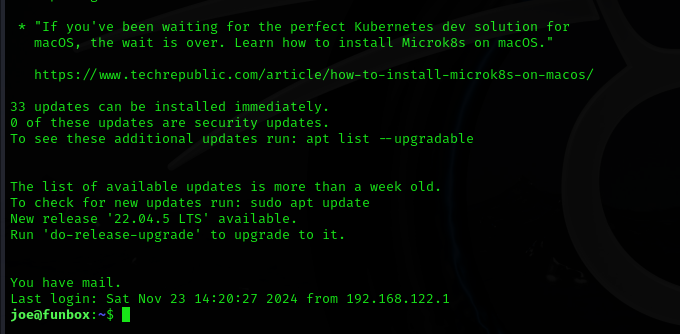 * "If you've been waiting for the perfect Kubernetes dev solution for
macOS, the wait is over. Learn how to install Microk8s on macOS."
https://www.techrepublic.com/article/how-to-install-microk8s-on-macos/
33 updates can be installed immediately.
0 of these updates are security updates.
To see these additional updates run: apt list --upgradable
The list of available updates is more than a week old.
To check for new updates run: sudo apt update
New release '22.04.5 LTS' available.
Run 'do-release-upgrade' to upgrade to it.
You have mail.
Last login: Sat Nov 23 14:20:27 2024 from 192.168.122.1
joe@funbox:~$